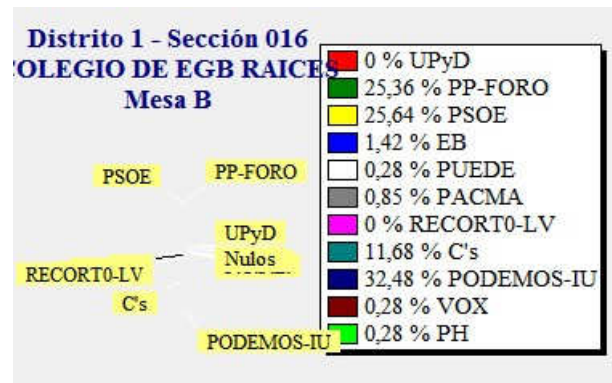 Distrito 1 - Sección 016
COLEGIO DE EGB RAICES
Mesa B
0 % UPyD
25,36 % PP-FORO
25,64 % PSOE
1,42 % EB
0,28 % PUEDE
0,85 % PACMA
0 % RECORT0-LV
11,68 % C's
32,48 % PODEMOS-IU
0,28 % VOX
0,28 % PH
PSOE
PP-FORO
UPyD
Nulos
RECORT0-LV
C's
PODEMOS-IU